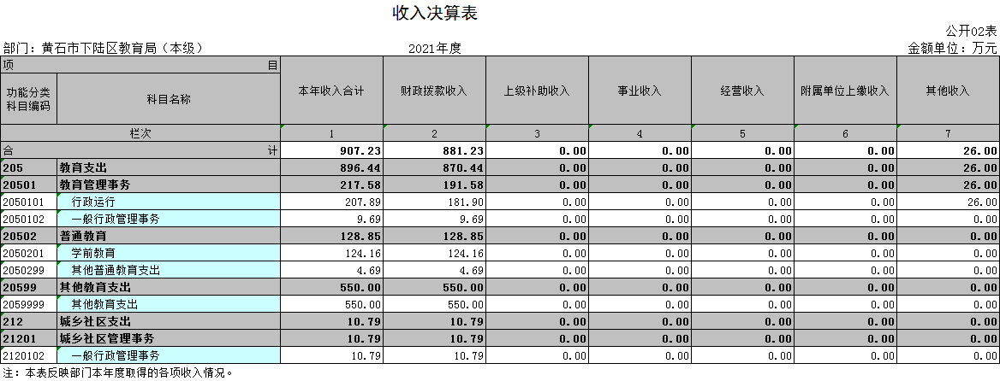 收入决算表
公开02表
部门：黄石市下陆区教育局（本级） 2021年度 金额单位：万元
项 目 本年收入合计 财政拨款收入 上级补助收入 事业收入 经营收入 附属单位上缴收入 其他收入
功能分类科目编码 科目名称
栏次 1 2 3 4 5 6 7
合 计 907.23 881.23 0.00 0.00 0.00 0.00 26.00
205 教育支出 896.44 870.44 0.00 0.00 0.00 0.00 26.00
20501 教育管理事务 217.58 191.58 0.00 0.00 0.00 0.00 26.00
2050101 行政运行 207.89 181.90 0.00 0.00 0.00 0.00 26.00
2050102 一般行政管理事务 9.69 9.69 0.00 0.00 0.00 0.00 0.00
20502 普通教育 128.85 128.85 0.00 0.00 0.00 0.00 0.00
2050201 学前教育 124.16 124.16 0.00 0.00 0.00 0.00 0.00
2050299 其他普通教育支出 4.69 4.69 0.00 0.00 0.00 0.00 0.00
20599 其他教育支出 550.00 550.00 0.00 0.00 0.00 0.00 0.00
2059999 其他教育支出 550.00 550.00 0.00 0.00 0.00 0.00 0.00
212 城乡社区支出 10.79 10.79 0.00 0.00 0.00 0.00 0.00
21201 城乡社区管理事务 10.79 10.79 0.00 0.00 0.00 0.00 0.00
2120102 一般行政管理事务 10.79 10.79 0.00 0.00 0.00 0.00 0.00
注：本表反映部门本年度取得的各项收入情况。